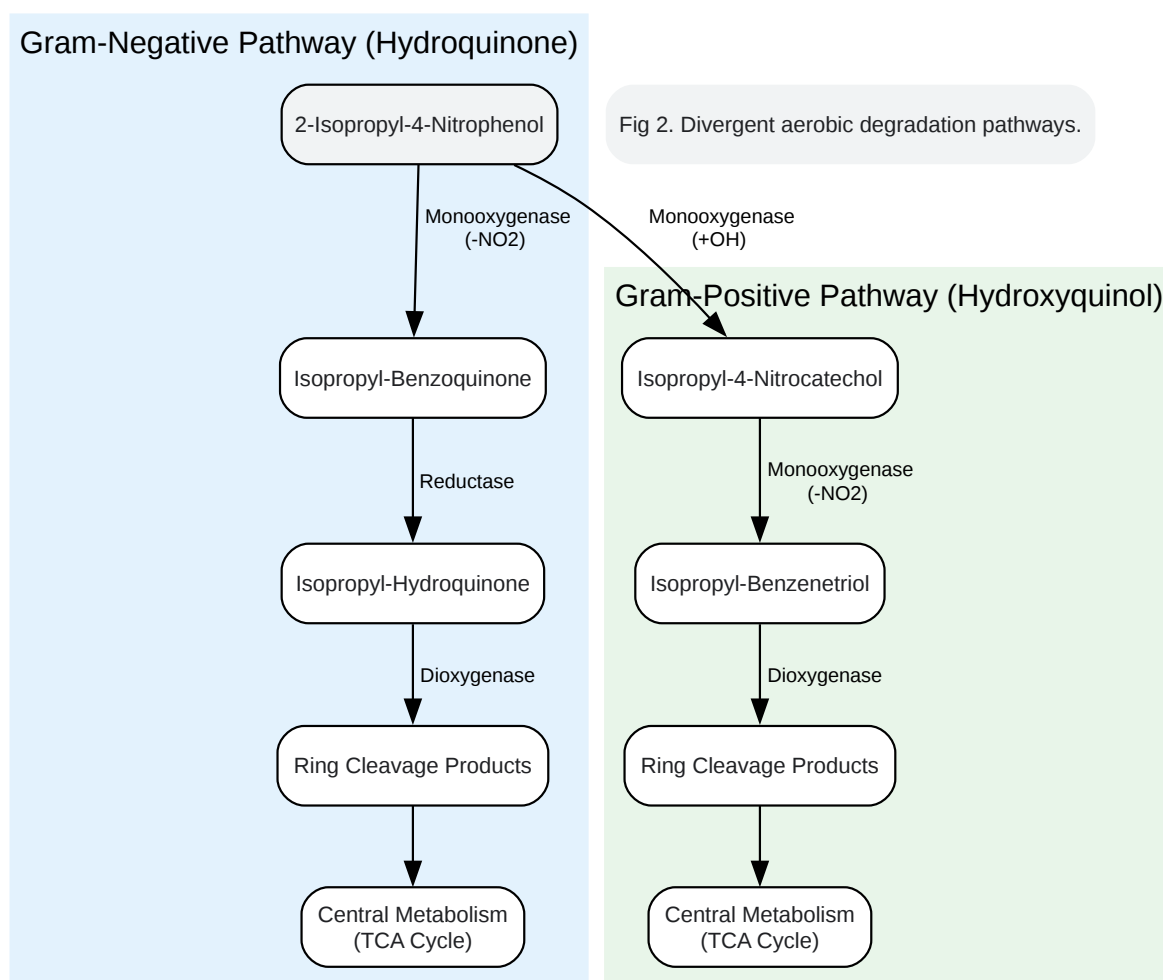 Gram-Negative Pathway (Hydroquinone)
2-Isopropyl-4-Nitrophenol
Fig 2. Divergent aerobic degradation pathways.
Monooxygenase
(-NO2)
Monooxygenase
(+OH)
Gram-Positive Pathway (Hydroxyquinol)
Isopropyl-Benzoquinone
Isopropyl-4-Nitrocatechol
Reductase
Monooxygenase
(-NO2)
Isopropyl-Hydroquinone
Isopropyl-Benzenetriol
Dioxygenase
Dioxygenase
Ring Cleavage Products
Ring Cleavage Products
Central Metabolism
(TCA Cycle)
Central Metabolism
(TCA Cycle)